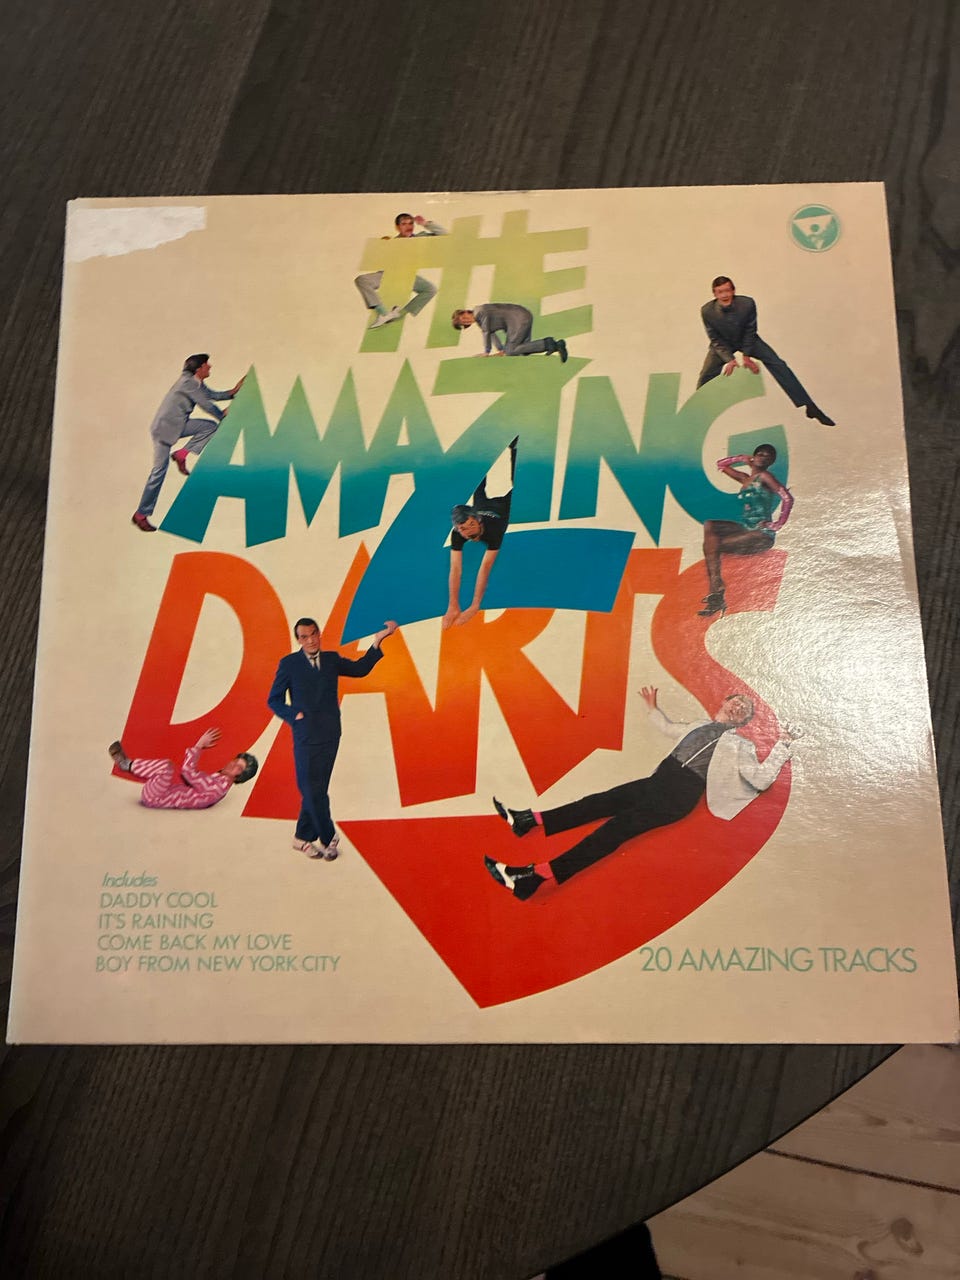 THE
AMAZING
DARTS
Includes
DADDY COOL
IT'S RAINING
COME BACK MY LOVE
BOY FROM NEW YORK CITY
20 AMAZING TRACKS